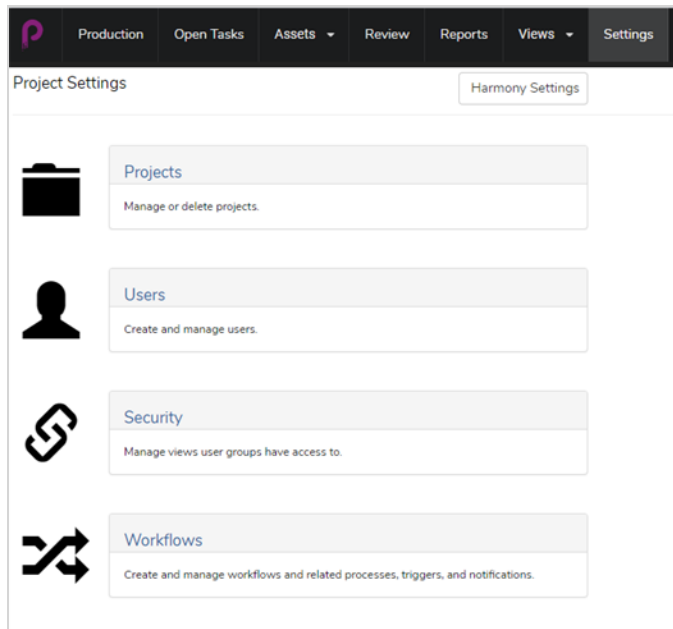 Production Open Tasks Assets Review Reports Views Settings
Project Settings Harmony Settings
Projects
Manage or delete projects.
Users
Create and manage users.
Security
Manage views user groups have access to.
Workflows
Create and manage workflows and related processes, triggers, and notifications.